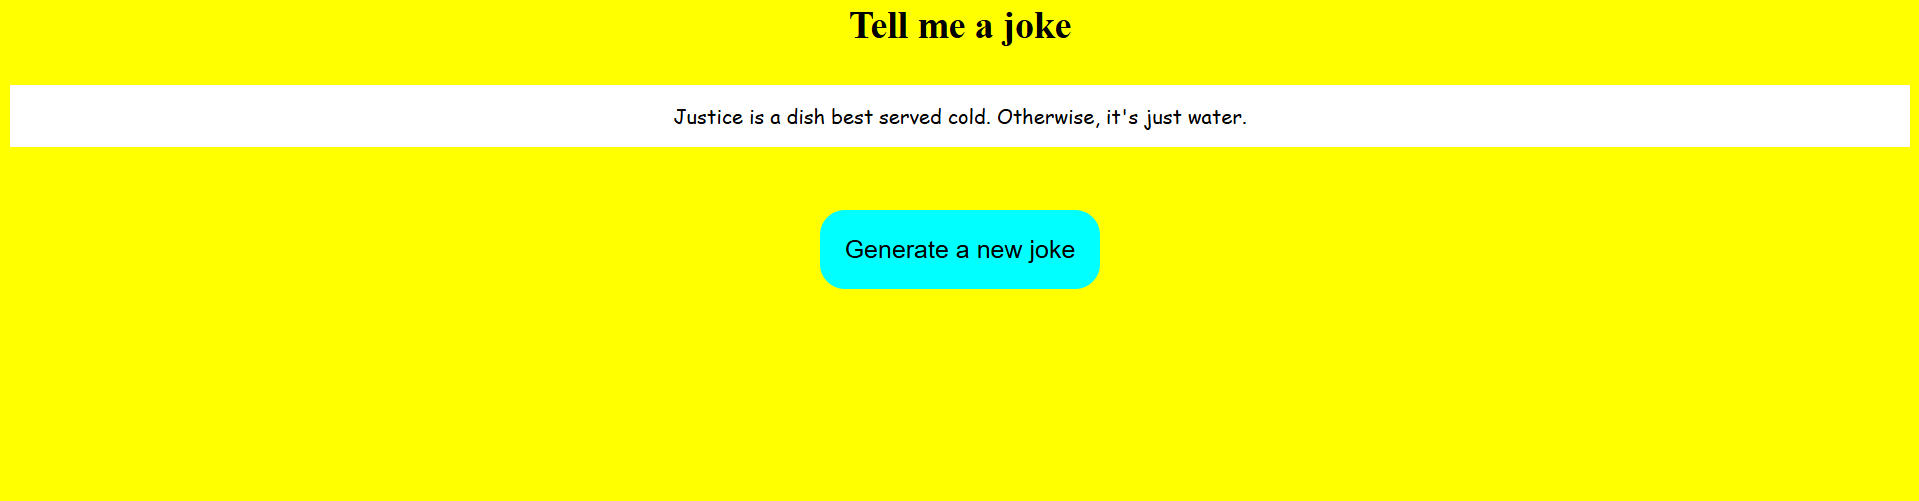 Tell me a joke
Justice is a dish best served cold. Otherwise, it's just water.
Generate a new joke